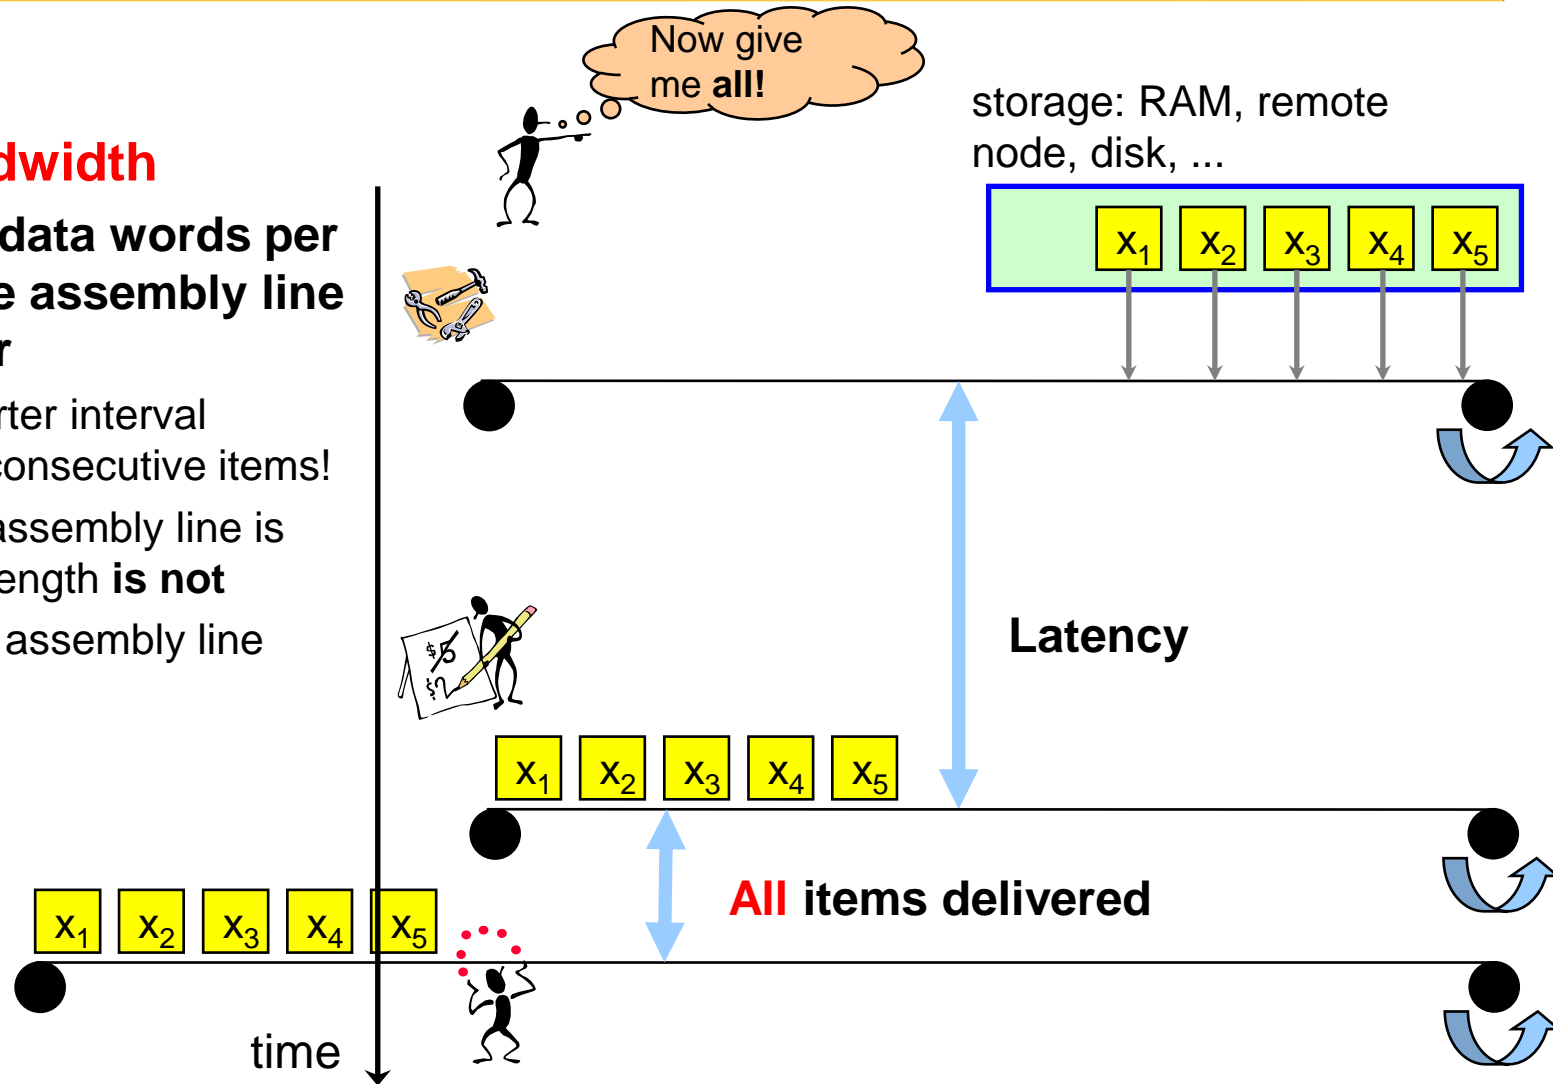 Now give
me all!
storage: RAM, remote
node, disk, ...
dwidth
data words per
e assembly line
r
rter interval
consecutive items!
assembly line is
ength is not
assembly line
x₁ x₂ x₃ x₄ x₅
$5
$2
Latency
x₁ x₂ x₃ x₄ x₅
All items delivered
x₁ x₂ x₃ x₄ x₅
time